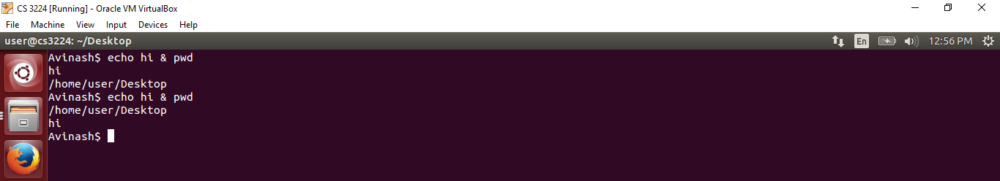 CS 3224 [Running] - Oracle VM VirtualBox
File Machine View Input Devices Help
user@cs3224: ~/Desktop En 12:56 PM
Avinash$ echo hi & pwd
hi
/home/user/Desktop
Avinash$ echo hi & pwd
/home/user/Desktop
hi
Avinash$